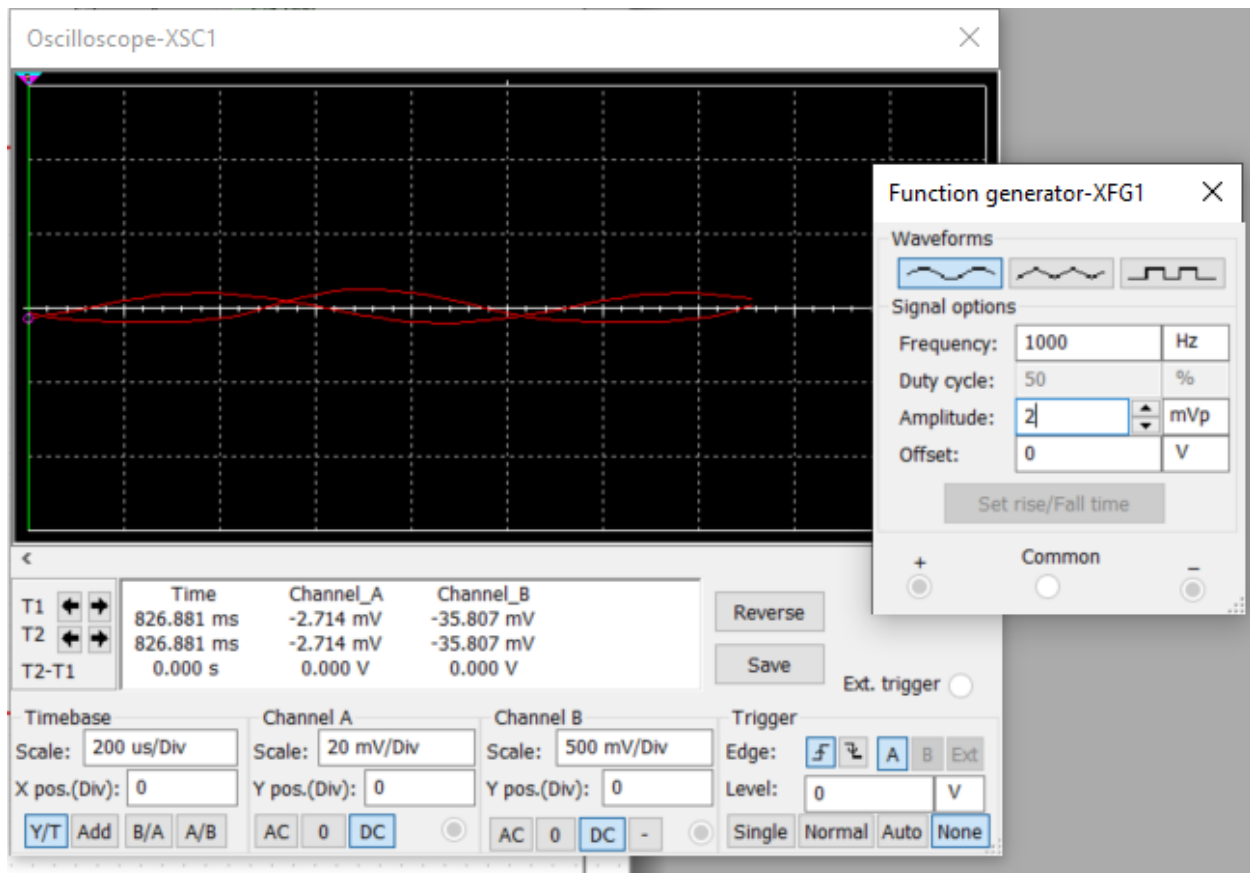 Oscilloscope-XSC1
Function generator-XFG1
Waveforms
Signal options
Frequency: 1000 Hz
Duty cycle: 50 %
Amplitude: 2 mVp
Offset: 0 V
Set rise/Fall time
+ Common −
Time Channel_A Channel_B
T1 826.881 ms -2.714 mV -35.807 mV
T2 826.881 ms -2.714 mV -35.807 mV
T2-T1 0.000 s 0.000 V 0.000 V
Reverse
Save
Ext. trigger
Timebase
Scale: 200 us/Div
X pos.(Div): 0
Y/T Add B/A A/B
Channel A
Scale: 20 mV/Div
Y pos.(Div): 0
AC 0 DC
Channel B
Scale: 500 mV/Div
Y pos.(Div): 0
AC 0 DC -
Trigger
Edge: A B Ext
Level: 0 V
Single Normal Auto None